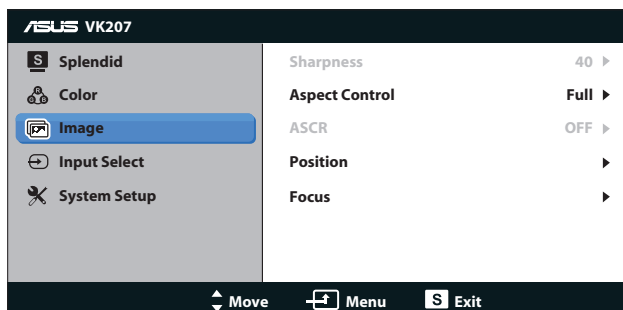 ASUS VK207
S Splendid
Color
Image
Input Select
System Setup
Sharpness 40
Aspect Control Full
ASCR OFF
Position
Focus
Move Menu S Exit